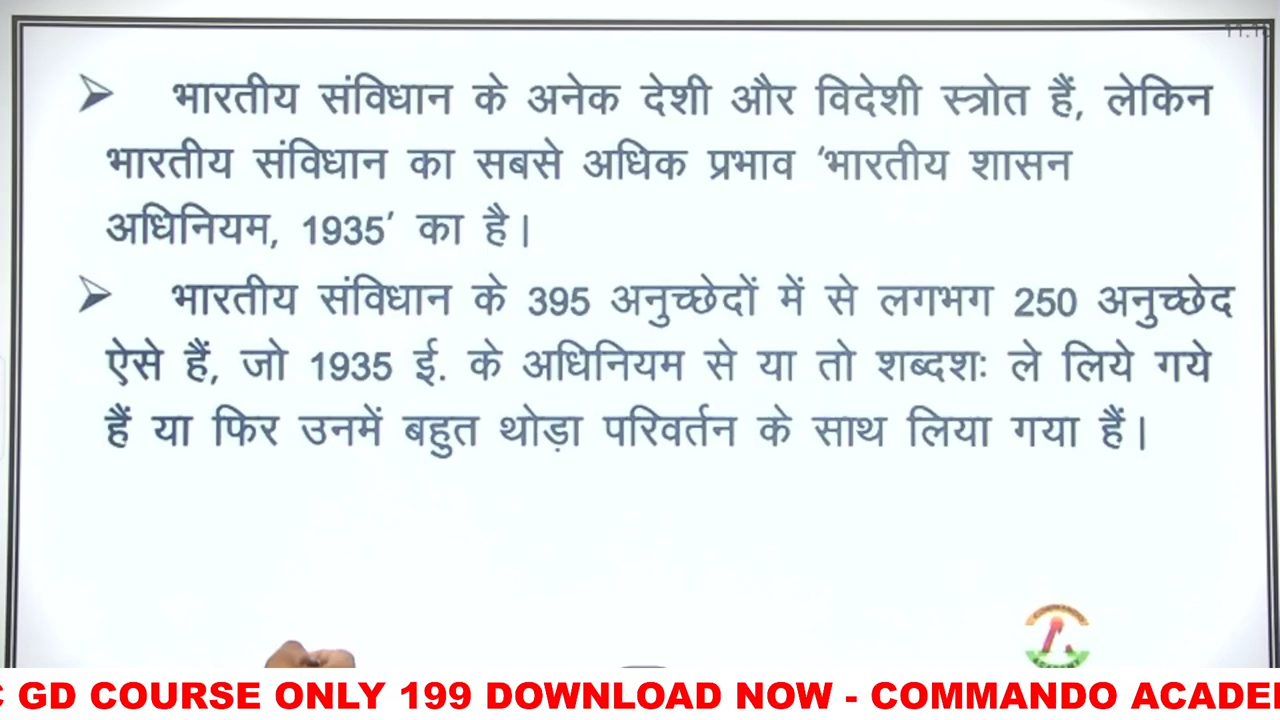 ➢ भारतीय संविधान के अनेक देशी और विदेशी स्त्रोत हैं, लेकिन
भारतीय संविधान का सबसे अधिक प्रभाव ‘भारतीय शासन
अधिनियम, 1935’ का है।
➢ भारतीय संविधान के 395 अनुच्छेदों में से लगभग 250 अनुच्छेद
ऐसे हैं, जो 1935 ई. के अधिनियम से या तो शब्दशः ले लिये गये
हैं या फिर उनमें बहुत थोड़ा परिवर्तन के साथ लिया गया हैं।
COMMANDO
ACADEMY
GD COURSE ONLY 199 DOWNLOAD NOW - COMMANDO ACADE